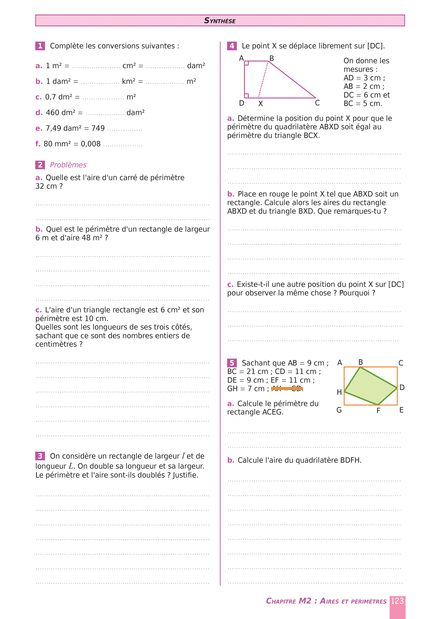 SYNTHÈSE
1 Complète les conversions suivantes :
a. 1 m² = .................... cm² = ................. dam²
b. 1 dam² = ................ km² = ................ m²
c. 0,7 dm² = ................. m²
d. 460 dm² = ................ dam²
e. 7,49 dam² = 749 ...............
f. 80 mm² = 0,008 .................
2 Problèmes
a. Quelle est l'aire d'un carré de périmètre
32 cm ?
b. Quel est le périmètre d'un rectangle de largeur
6 m et d'aire 48 m² ?
c. L'aire d'un triangle rectangle est 6 cm² et son
périmètre est 10 cm.
Quelles sont les longueurs de ses trois côtés,
sachant que ce sont des nombres entiers de
centimètres ?
3 On considère un rectangle de largeur l et de
longueur L. On double sa longueur et sa largeur.
Le périmètre et l'aire sont-ils doublés ? Justifie.
4 Le point X se déplace librement sur [DC].
A B
D X C
On donne les
mesures :
AD = 3 cm ;
AB = 2 cm ;
DC = 6 cm et
BC = 5 cm.
a. Détermine la position du point X pour que le
périmètre du quadrilatère ABXD soit égal au
périmètre du triangle BCX.
b. Place en rouge le point X tel que ABXD soit un
rectangle. Calcule alors les aires du rectangle
ABXD et du triangle BXD. Que remarques-tu ?
c. Existe-t-il une autre position du point X sur [DC]
pour observer la même chose ? Pourquoi ?
5 Sachant que AB = 9 cm ;
BC = 21 cm ; CD = 11 cm ;
DE = 9 cm ; EF = 11 cm ;
GH = 7 cm ;
A B C
D
H
G F E
a. Calcule le périmètre du
rectangle ACEG.
b. Calcule l'aire du quadrilatère BDFH.
CHAPITRE M2 : AIRES ET PÉRIMÈTRES 123